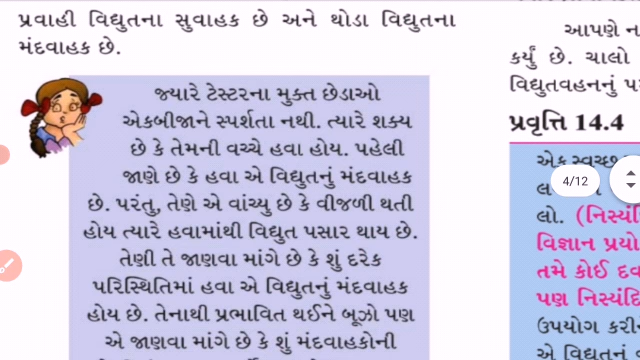 પ્રવાહી વિદ્યુતના સુવાહક છે અને થોડા વિદ્યુતના
મંદવાહક છે.
જ્યારે ટેસ્ટરના મુક્ત છેડાઓ
એકબીજાને સ્પર્શતા નથી. ત્યારે શક્ય
છે કે તેમની વચ્ચે હવા હોય. પહેલી
જાણે છે કે હવા એ વિદ્યુતનું મંદવાહક
છે. પરંતુ, તેણે એ વાંચ્યુ છે કે વીજળી થતી
હોય ત્યારે હવામાંથી વિદ્યુત પસાર થાય છે.
તેણી તે જાણવા માંગે છે કે શું દરેક
પરિસ્થિતિમાં હવા એ વિદ્યુતનું મંદવાહક
હોય છે. તેનાથી પ્રભાવિત થઈને બૂઝો પણ
એ જાણવા માંગે છે કે શું મંદવાહકોની
આપણે
કર્યું છે. ચાલો
વિદ્યુતવહનનું
પ્રવૃત્તિ 14.4
એક સ્વચ્છ
4/12
લો. (નિસ્યંદિ
વિજ્ઞાન પ્રયો
તમે કોઈ દવ
પણ નિસ્યંદિ
ઉપયોગ કરીને
એ વિદ્યુતનું